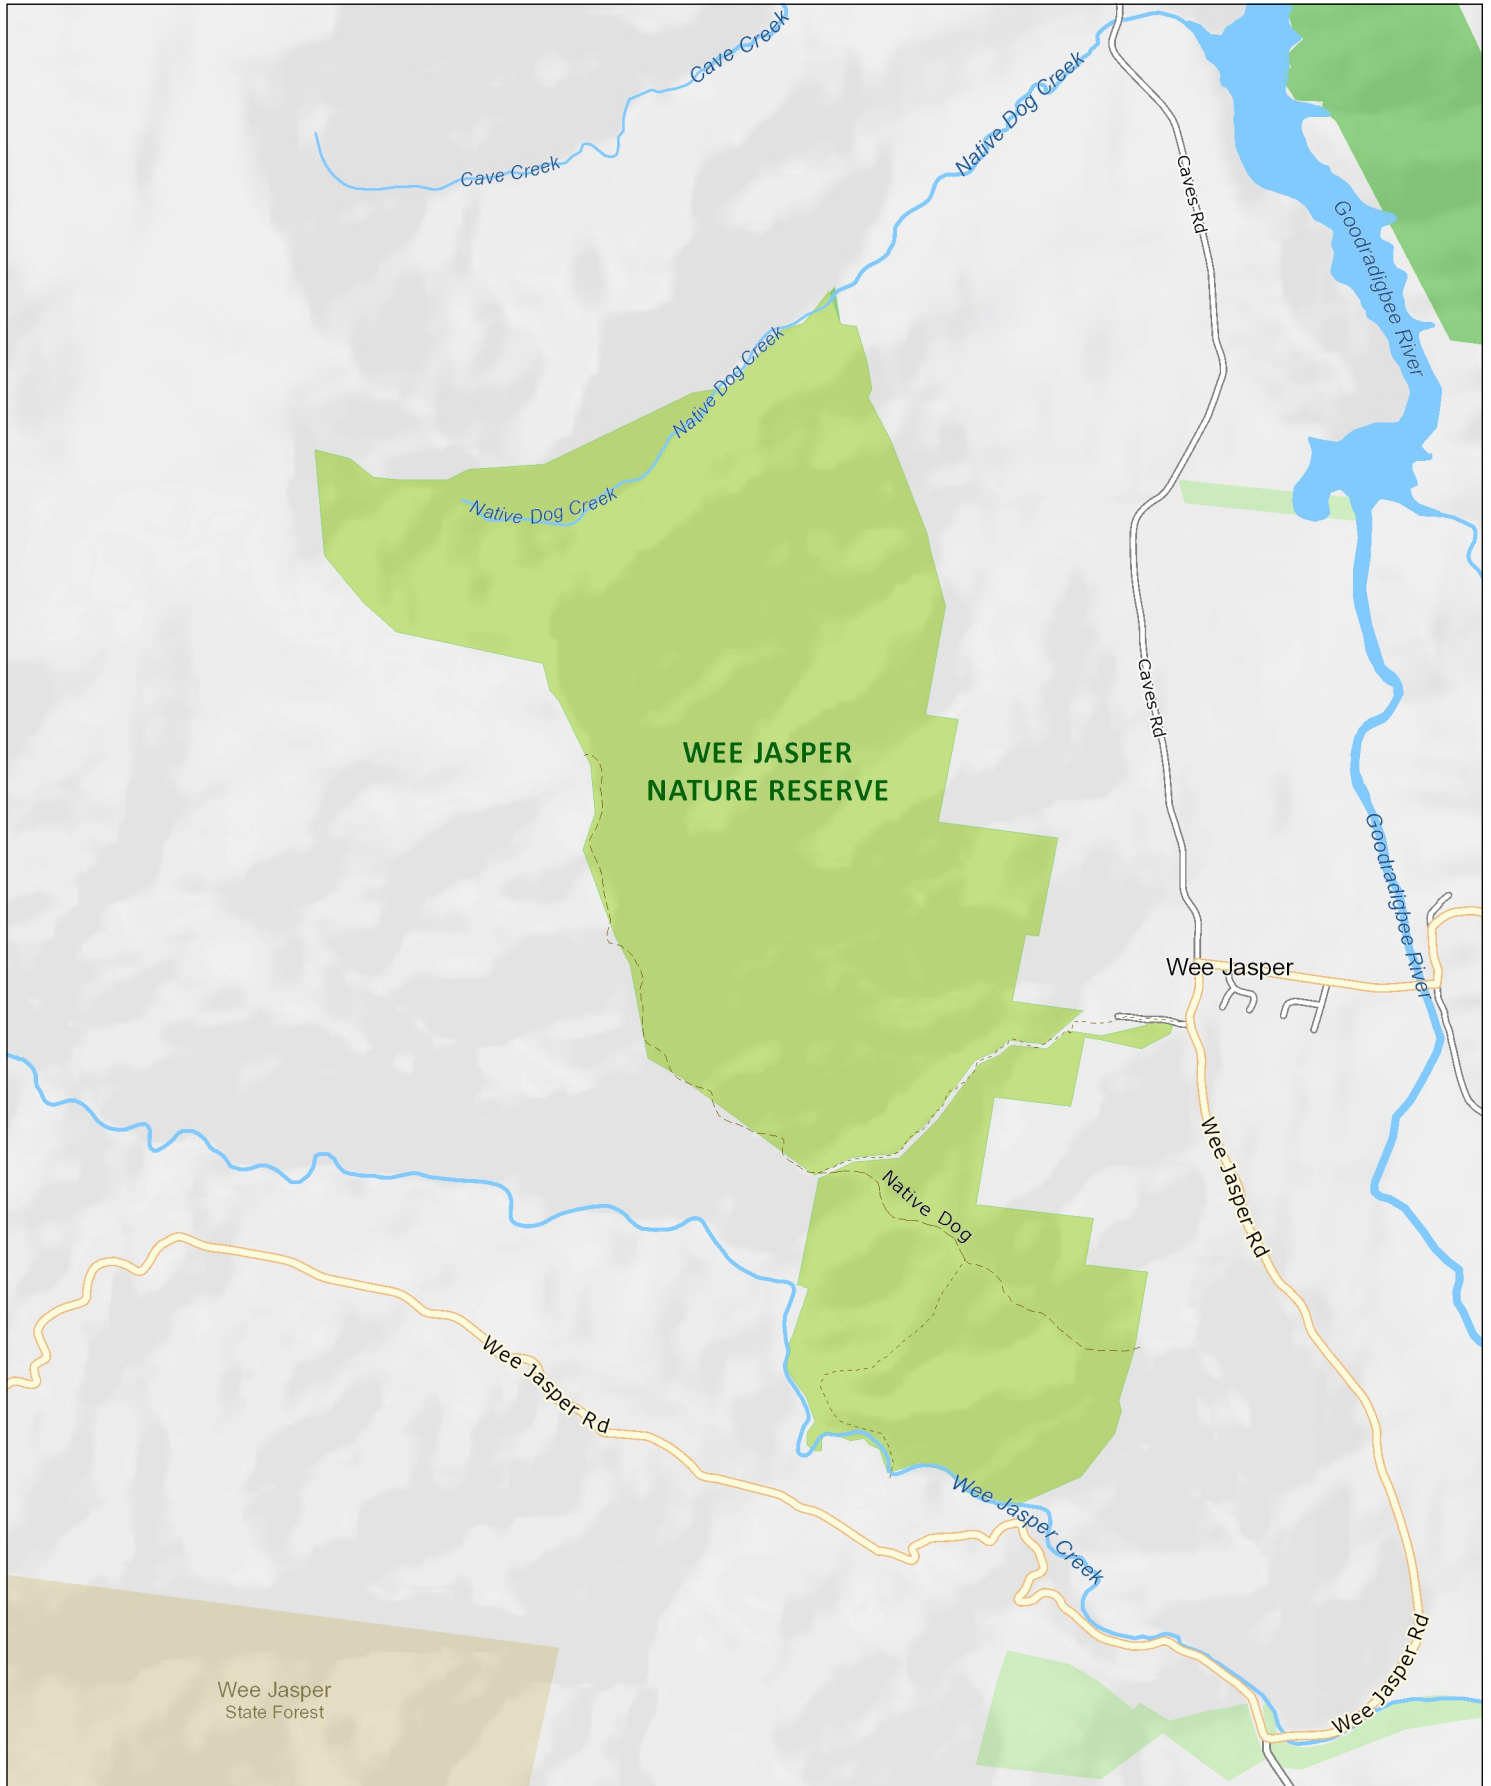 Cave Creek
Native Dog Creek
Cave Creek
Caves Rd
Goodradigbee River
Native Dog Creek
Native Dog Creek
Caves Rd
WEE JASPER
NATURE RESERVE
Goodradigbee River
Wee Jasper
Wee Jasper Rd
Native Dog
Wee Jasper Rd
Wee Jasper Creek
Wee Jasper Rd
Wee Jasper
State Forest